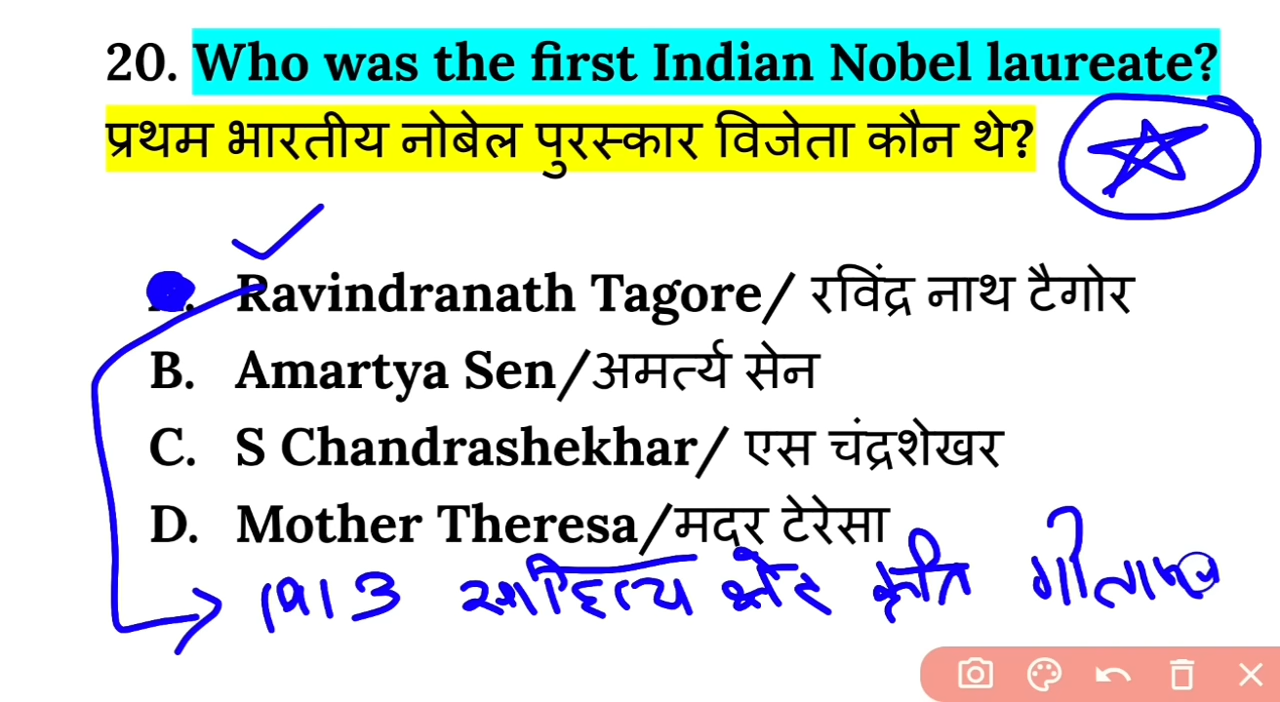 20. Who was the first Indian Nobel laureate?
प्रथम भारतीय नोबेल पुरस्कार विजेता कौन थे?
Ravindranath Tagore/ रविंद्र नाथ टैगोर
B. Amartya Sen/अमर्त्य सेन
C. S Chandrashekhar/ एस चंद्रशेखर
D. Mother Theresa/मदर टेरेसा
1913 साहित्य